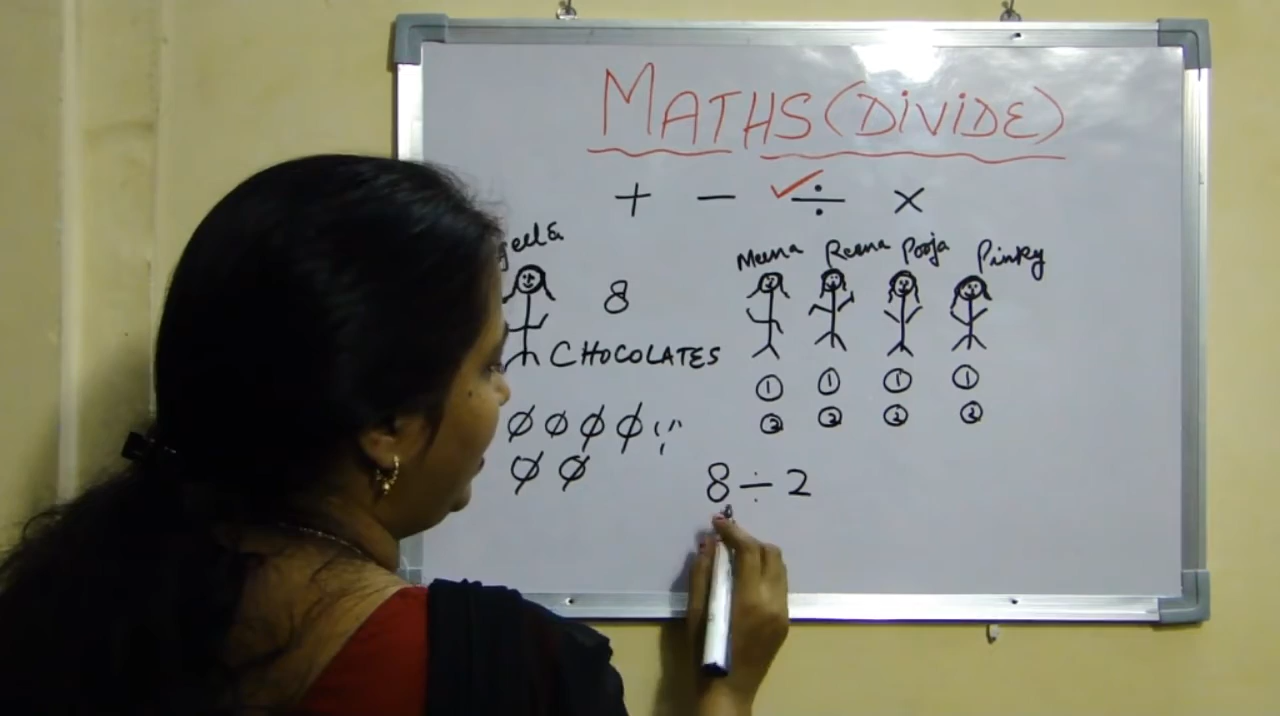 MATHS (DiViDE)
+ − ÷ ×
Meena Reena Pooja Pinky
8
CHOCOLATES
1 1 1 1
2 2 2 2
8 ÷ 2